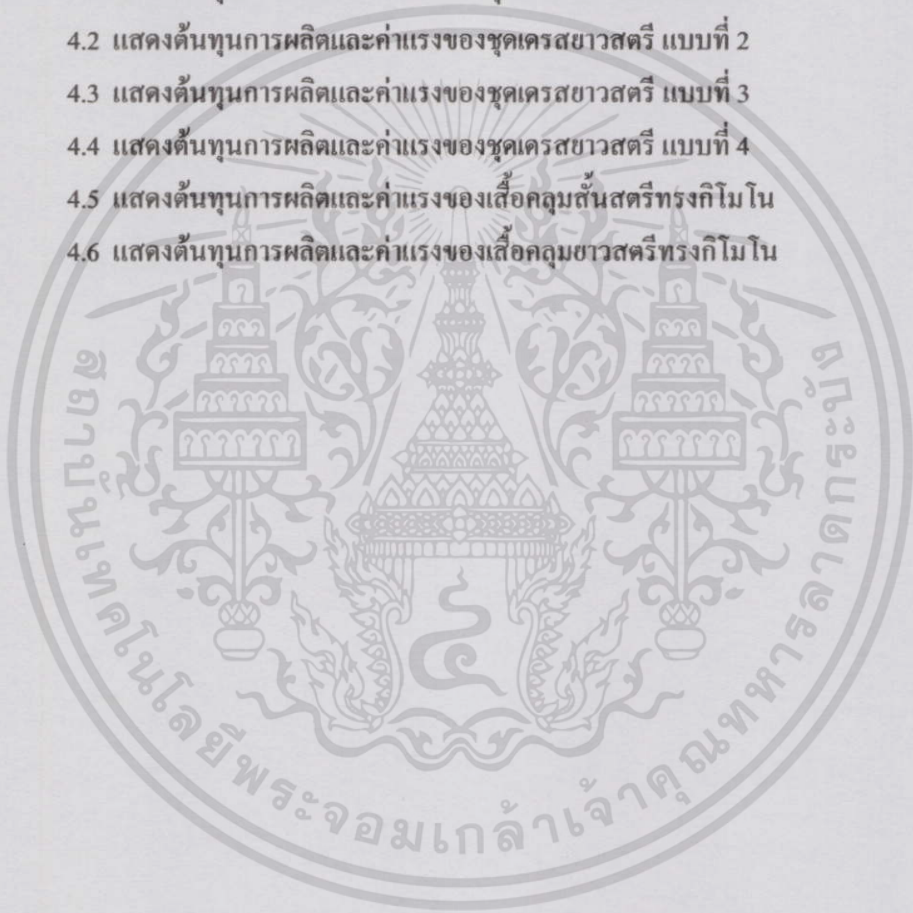 4.2 แสดงต้นทุนการผลิตและค่าแรงของชุดเดรสยาวสตรี แบบที่ 2
4.3 แสดงต้นทุนการผลิตและค่าแรงของชุดเดรสยาวสตรี แบบที่ 3
4.4 แสดงต้นทุนการผลิตและค่าแรงของชุดเดรสยาวสตรี แบบที่ 4
4.5 แสดงต้นทุนการผลิตและค่าแรงของเสื้อคลุมสั้นสตรีทรงกิโมโน
4.6 แสดงต้นทุนการผลิตและค่าแรงของเสื้อคลุมยาวสตรีทรงกิโมโน
สถาบันเทคโนโลยีพระจอมเกล้าเจ้าคุณทหารลาดกระบัง